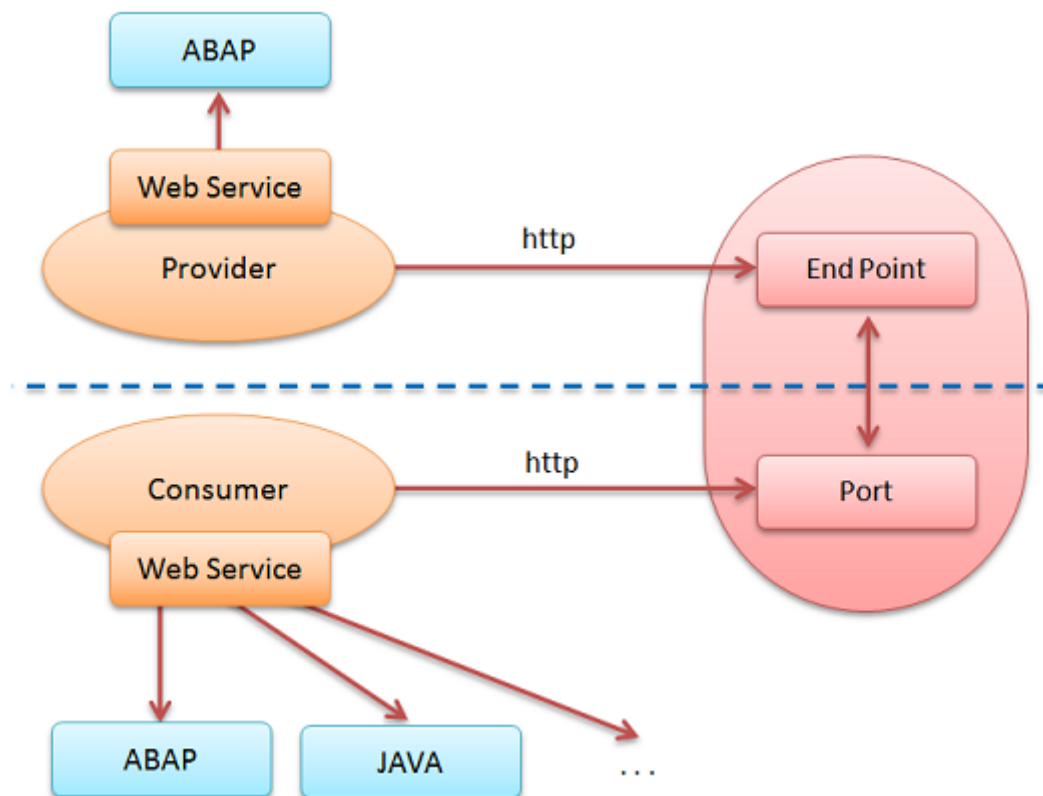 ABAP
Web Service
Provider
http
End Point
Consumer
http
Port
Web Service
ABAP
JAVA
...